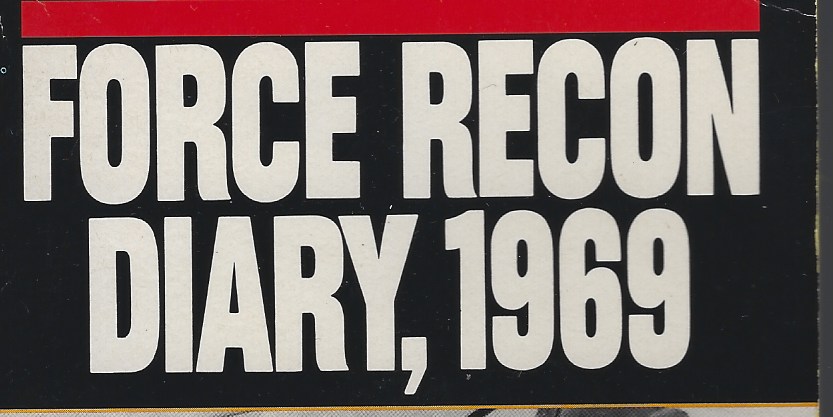 FORCE RECON
DIARY, 1969